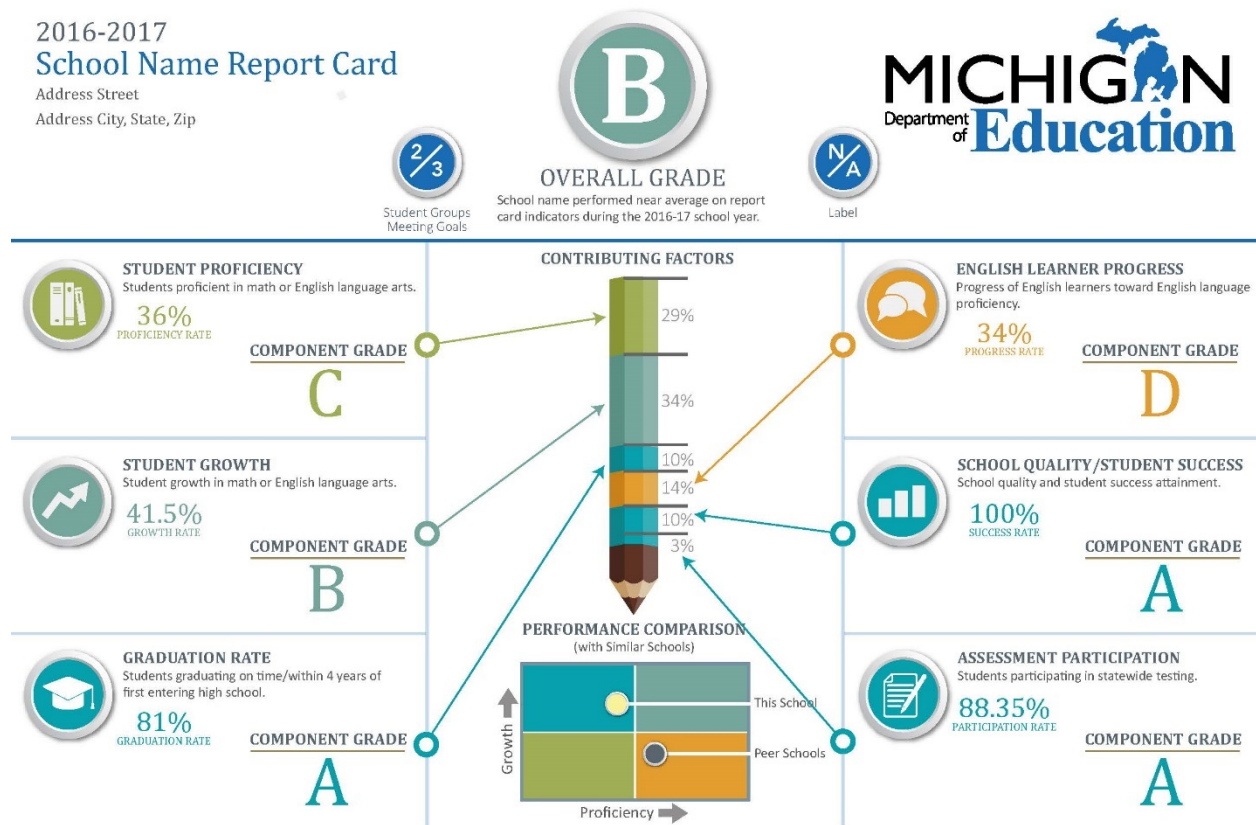 2016-2017
School Name Report Card
Address Street
Address City, State, Zip
2/3
Student Groups
Meeting Goals
B
OVERALL GRADE
School name performed near average on report
card indicators during the 2016-17 school year.
N/A
Label
MICHIGAN
Department
of Education
STUDENT PROFICIENCY
Students proficient in math or English language arts.
36%
PROFICIENCY RATE
COMPONENT GRADE
C
STUDENT GROWTH
Student growth in math or English language arts.
41.5%
GROWTH RATE
COMPONENT GRADE
B
GRADUATION RATE
Students graduating on time/within 4 years of
first entering high school.
81%
GRADUATION RATE
COMPONENT GRADE
A
CONTRIBUTING FACTORS
29%
34%
10%
14%
10%
3%
PERFORMANCE COMPARISON
(with Similar Schools)
Growth
This School
Peer Schools
Proficiency
ENGLISH LEARNER PROGRESS
Progress of English learners toward English language
proficiency.
34%
PROGRESS RATE
COMPONENT GRADE
D
SCHOOL QUALITY/STUDENT SUCCESS
School quality and student success attainment.
100%
SUCCESS RATE
COMPONENT GRADE
A
ASSESSMENT PARTICIPATION
Students participating in statewide testing.
88.35%
PARTICIPATION RATE
COMPONENT GRADE
A